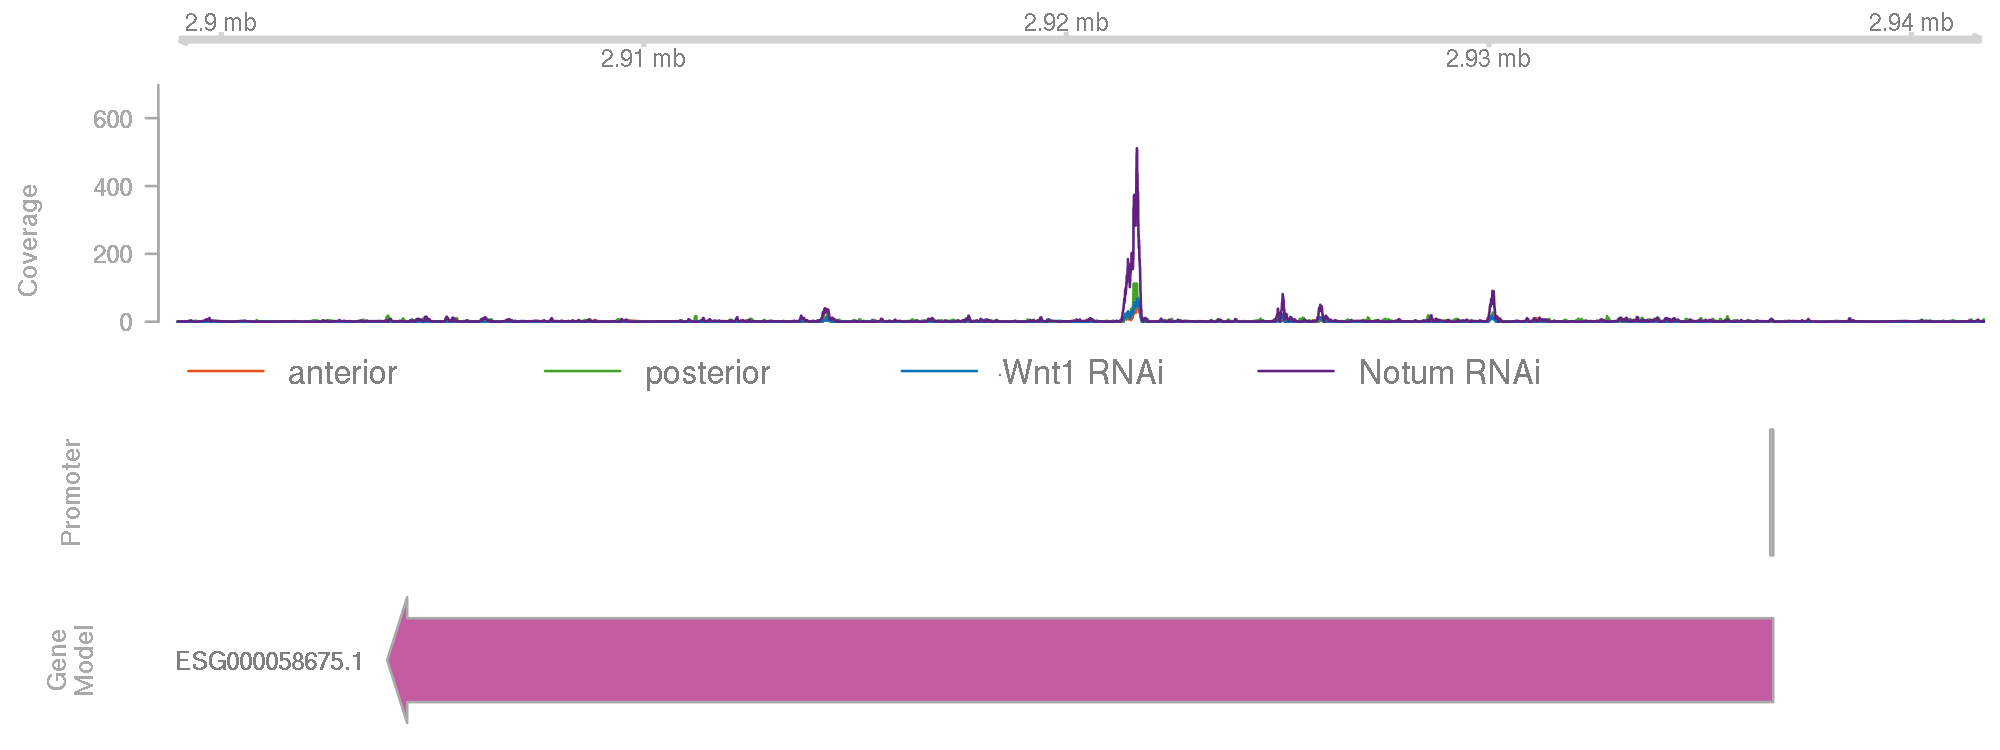 2.9 mb
2.92 mb
2.94 mb
2.91 mb
2.93 mb
Coverage
600
400
200
0
anterior
posterior
Wnt1 RNAi
Notum RNAi
Promoter
Gene
Model
ESG000058675.1